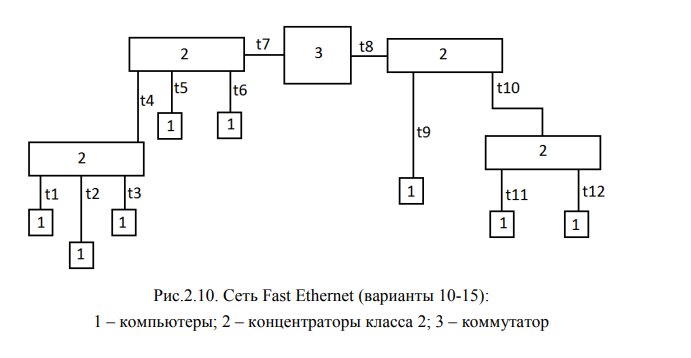 t7
t8
2
3
2
t4
t5
t6
t10
1
1
t9
2
2
t1
t2
t3
1
t11
t12
1
1
1
1
1
Рис.2.10. Сеть Fast Ethernet (варианты 10-15):
1 – компьютеры; 2 – концентраторы класса 2; 3 – коммутатор